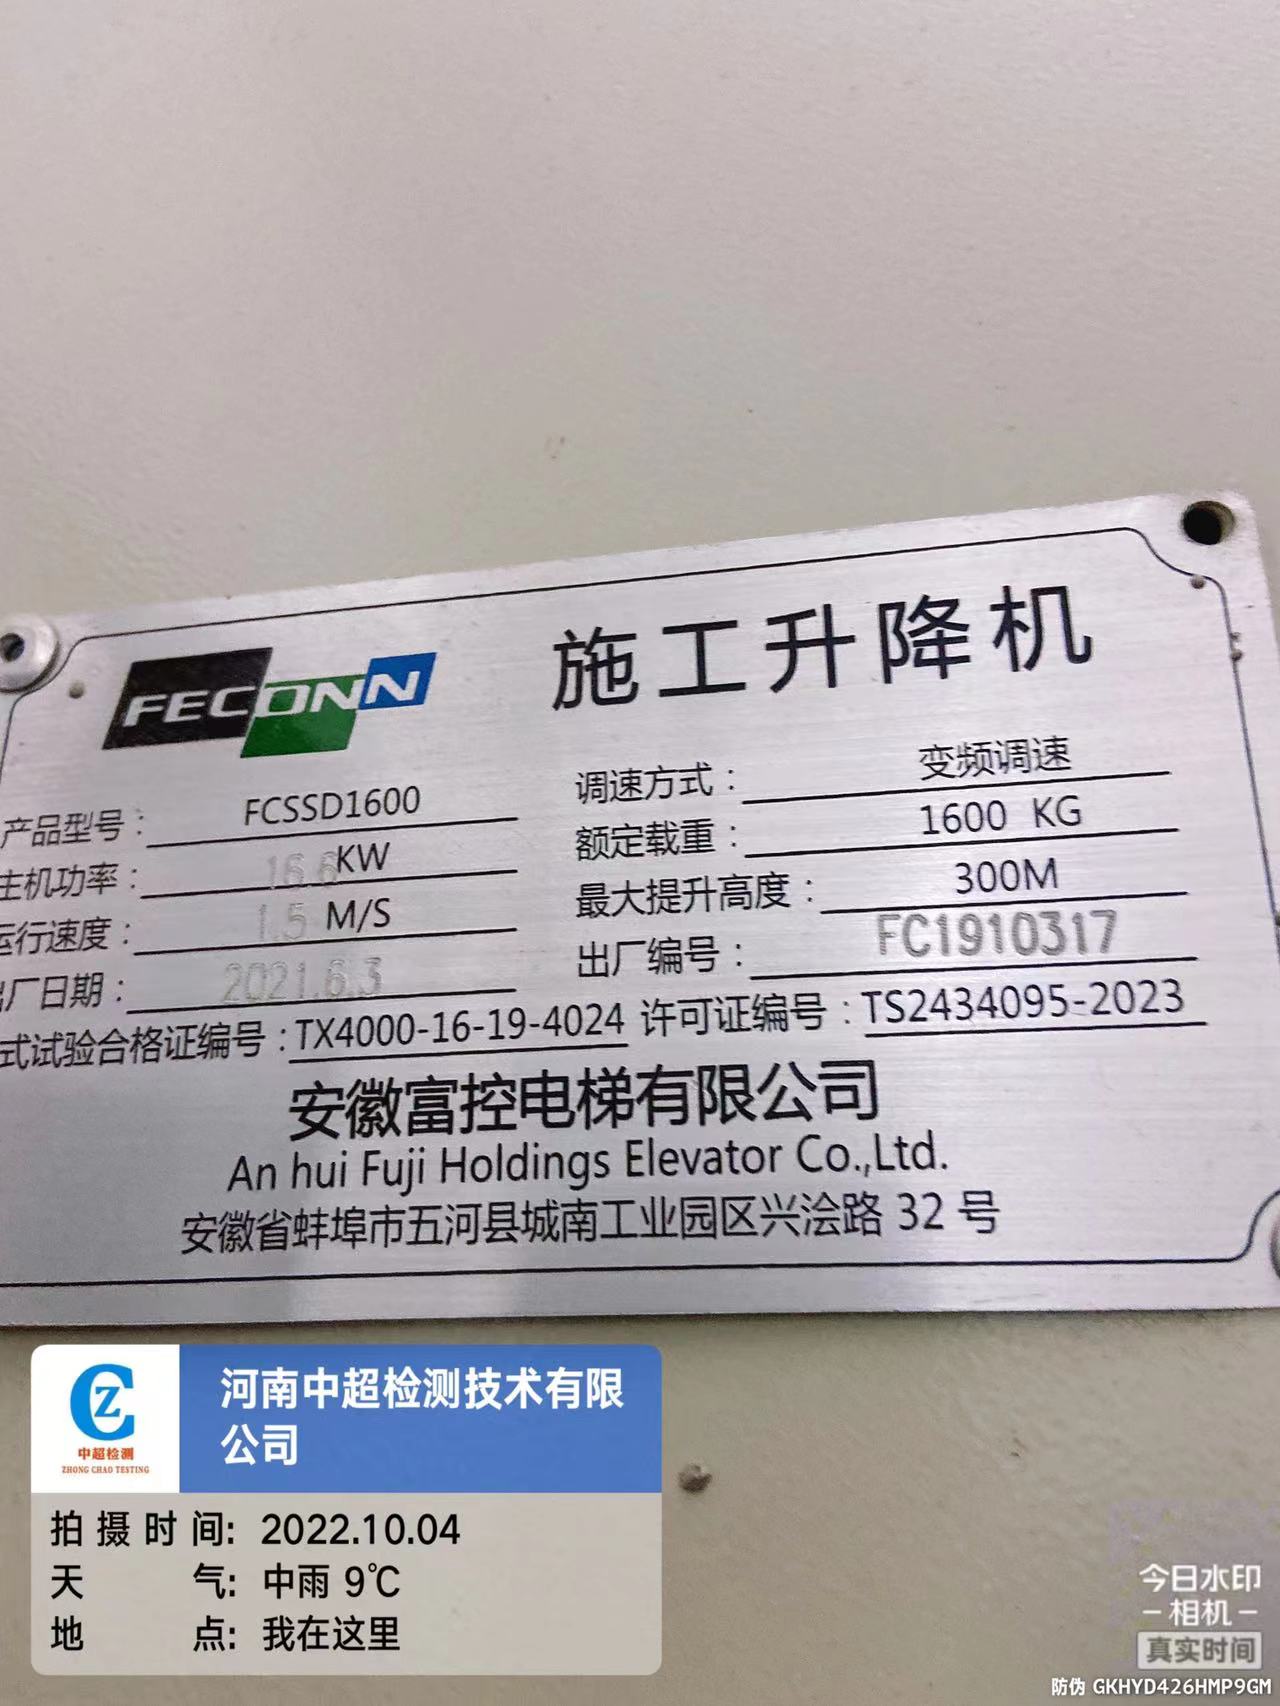 FECONN 施工升降机
产品型号： FCSSD1600 调速方式： 变频调速
主机功率： 16.6KW 额定载重： 1600 KG
运行速度： 1.5 M/S 最大提升高度： 300M
出厂日期： 2021.6.3 出厂编号： FC1910317
式试验合格证编号：TX4000-16-19-4024 许可证编号：TS2434095-2023
安徽富控电梯有限公司
An hui Fuji Holdings Elevator Co.,Ltd.
安徽省蚌埠市五河县城南工业园区兴浍路 32 号
CZ
中超检测
ZHONG CHAO TESTING
河南中超检测技术有限
公司
拍摄时间: 2022.10.04
天气: 中雨 9℃
地点: 我在这里
今日水印
-相机-
真实时间
防伪 GKHYD426HMP9GM